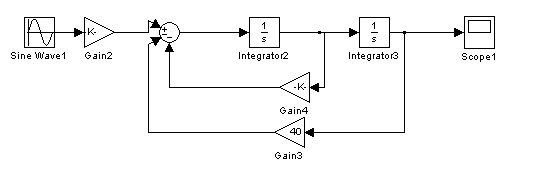 K-
±
1
s
1
s
Sine Wave1
Gain2
Integrator2
Integrator3
Scope1
-K-
Gain4
40
Gain3